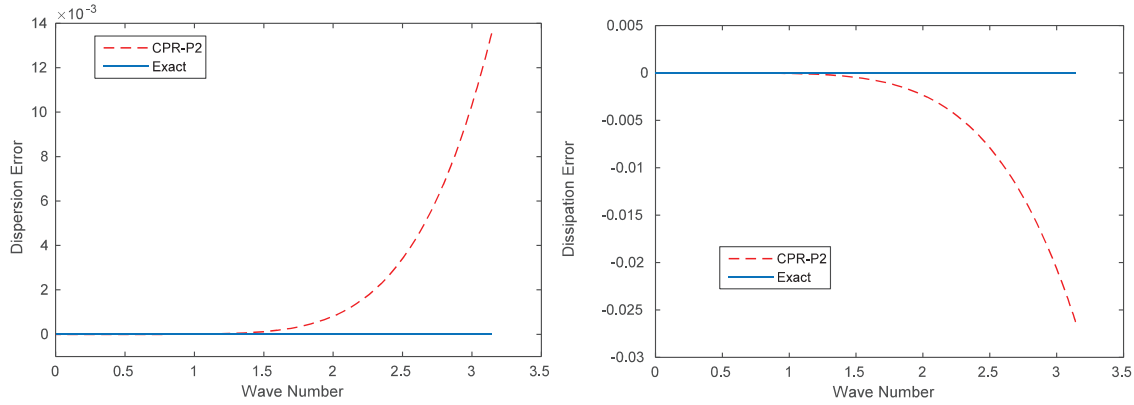 ×10⁻³
14
12
10
8
6
4
2
0
Dispersion Error
CPR-P2
Exact
0 0.5 1 1.5 2 2.5 3 3.5
Wave Number
0.005
0
-0.005
-0.01
-0.015
-0.02
-0.025
-0.03
Dissipation Error
CPR-P2
Exact
0 0.5 1 1.5 2 2.5 3 3.5
Wave Number